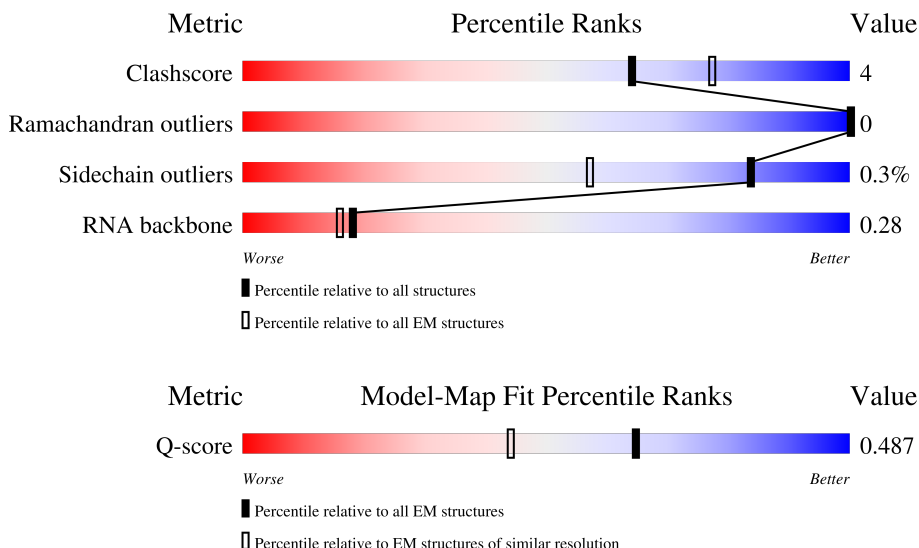 Metric Percentile Ranks Value
Clashscore 4
Ramachandran outliers 0
Sidechain outliers 0.3%
RNA backbone 0.28
Worse Better
Percentile relative to all structures
Percentile relative to all EM structures
Metric Model-Map Fit Percentile Ranks Value
Q-score 0.487
Worse Better
Percentile relative to all EM structures
Percentile relative to EM structures of similar resolution